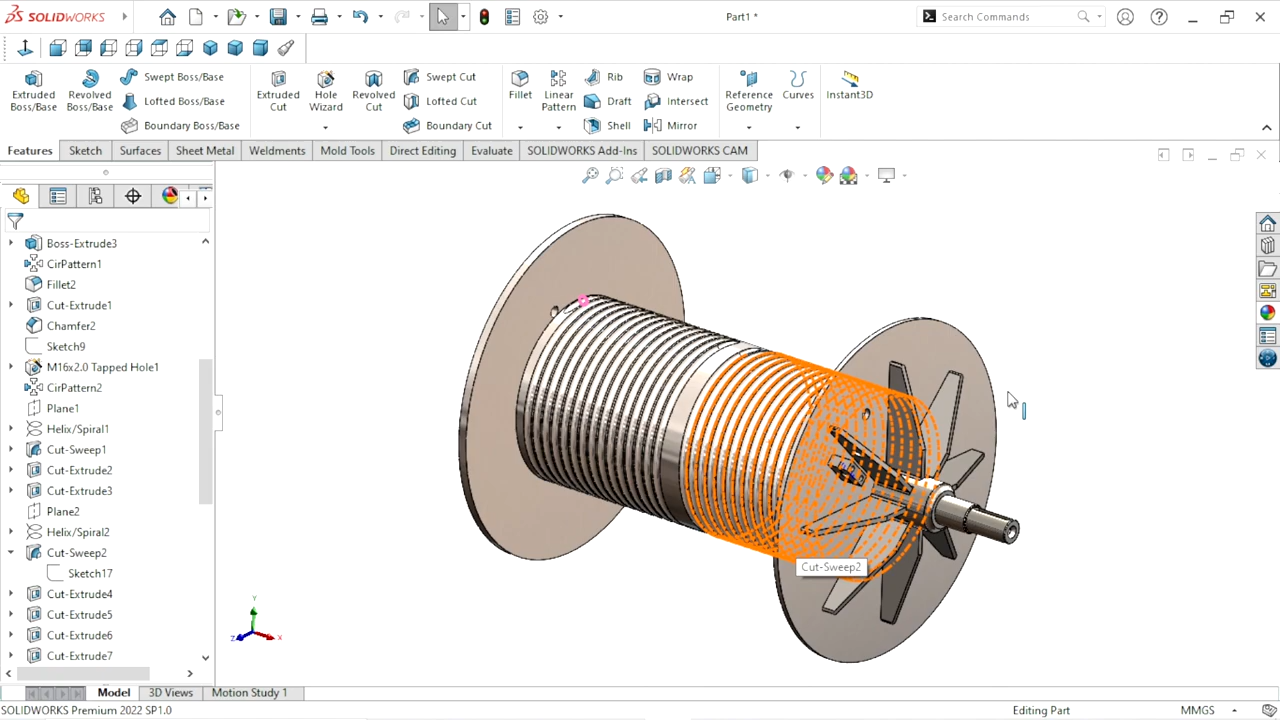 SOLIDWORKS
Part1 *
Search Commands
Extruded Boss/Base
Revolved Boss/Base
Swept Boss/Base
Lofted Boss/Base
Boundary Boss/Base
Extruded Cut
Hole Wizard
Revolved Cut
Swept Cut
Lofted Cut
Boundary Cut
Fillet
Linear Pattern
Rib
Draft
Shell
Wrap
Intersect
Mirror
Reference Geometry
Curves
Instant3D
Features
Sketch
Surfaces
Sheet Metal
Weldments
Mold Tools
Direct Editing
Evaluate
SOLIDWORKS Add-Ins
SOLIDWORKS CAM
Boss-Extrude3
CirPattern1
Fillet2
Cut-Extrude1
Chamfer2
Sketch9
M16x2.0 Tapped Hole1
CirPattern2
Plane1
Helix/Spiral1
Cut-Sweep1
Cut-Extrude2
Cut-Extrude3
Plane2
Helix/Spiral2
Cut-Sweep2
Sketch17
Cut-Extrude4
Cut-Extrude5
Cut-Extrude6
Cut-Extrude7
Cut-Sweep2
Y
Z
X
Model
3D Views
Motion Study 1
SOLIDWORKS Premium 2022 SP1.0
Editing Part
MMGS